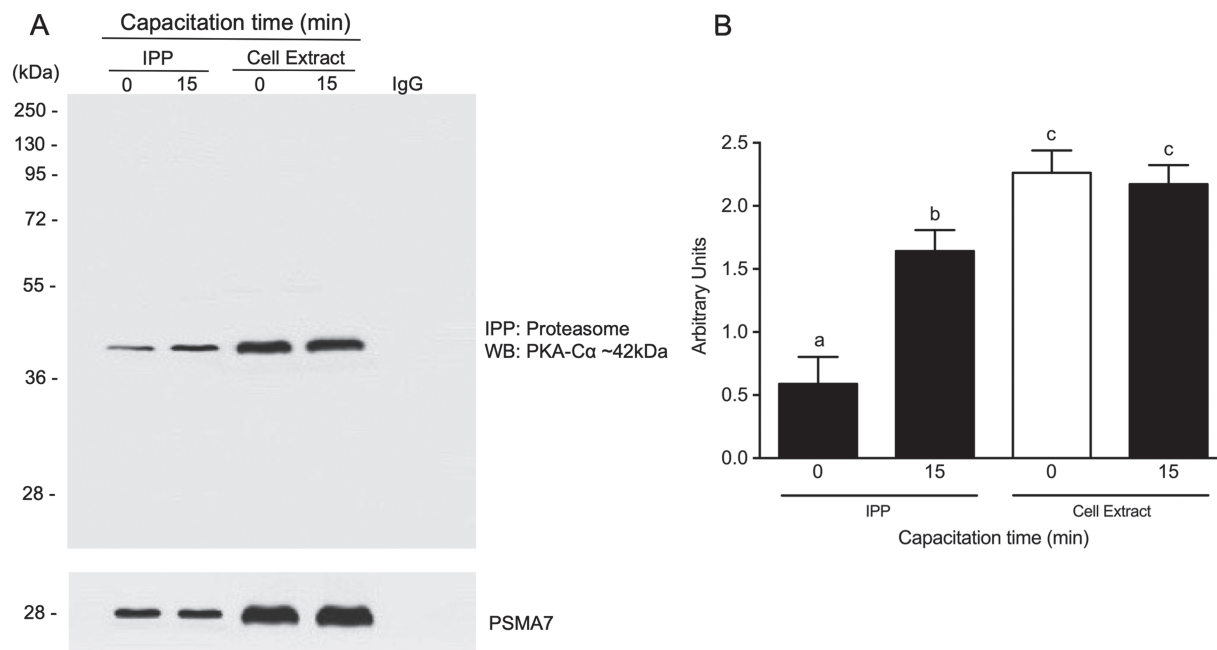 A
Capacitation time (min)
IPP Cell Extract
(kDa) 0 15 0 15 IgG
250 -
130 -
95 -
72 -
55 -
36 -
28 -
IPP: Proteasome
WB: PKA-Cα ~42kDa
28 -
PSMA7
B
Arbitrary Units
2.5
2.0
1.5
1.0
0.5
0.0
a
b
c
c
0 15 0 15
IPP Cell Extract
Capacitation time (min)